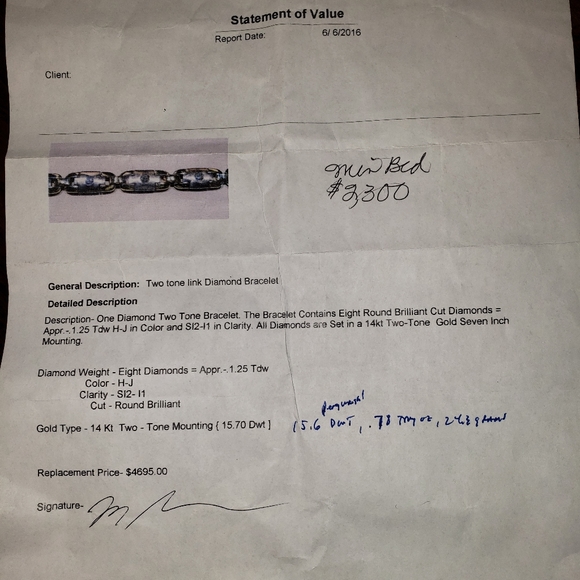 Statement of Value
Report Date: 6/ 6/2016
Client:
Min Bid
$2,300
General Description: Two tone link Diamond Bracelet
Detailed Description
Description- One Diamond Two Tone Bracelet. The Bracelet Contains Eight Round Brilliant Cut Diamonds =
Appr.-.1.25 Tdw H-J in Color and SI2-I1 in Clarity. All Diamonds are Set in a 14kt Two-Tone Gold Seven Inch
Mounting.
Diamond Weight - Eight Diamonds = Appr.-.1.25 Tdw
Color - H-J
Clarity - SI2- I1
Cut - Round Brilliant
Gold Type - 14 Kt Two - Tone Mounting { 15.70 Dwt ] 15.6 DWT, .78 Troy oz, 24.3 grams
Replacement Price- $4695.00
Signature-